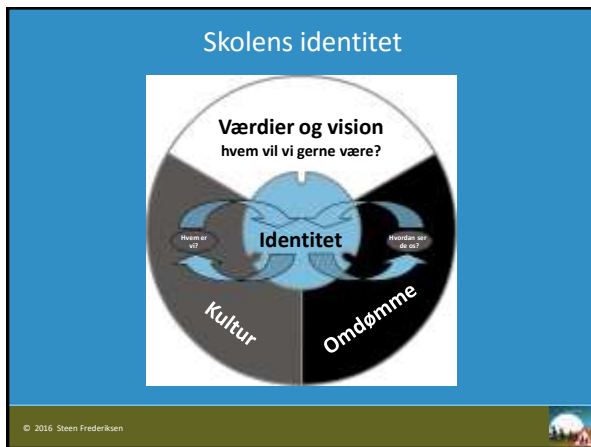 Skolens identitet
Værdier og vision
hvem vil vi gerne være?
Hvem er
vi?
Identitet
Hvordan ser
de os?
Kultur
Omdømme
© 2016 Steen Frederiksen